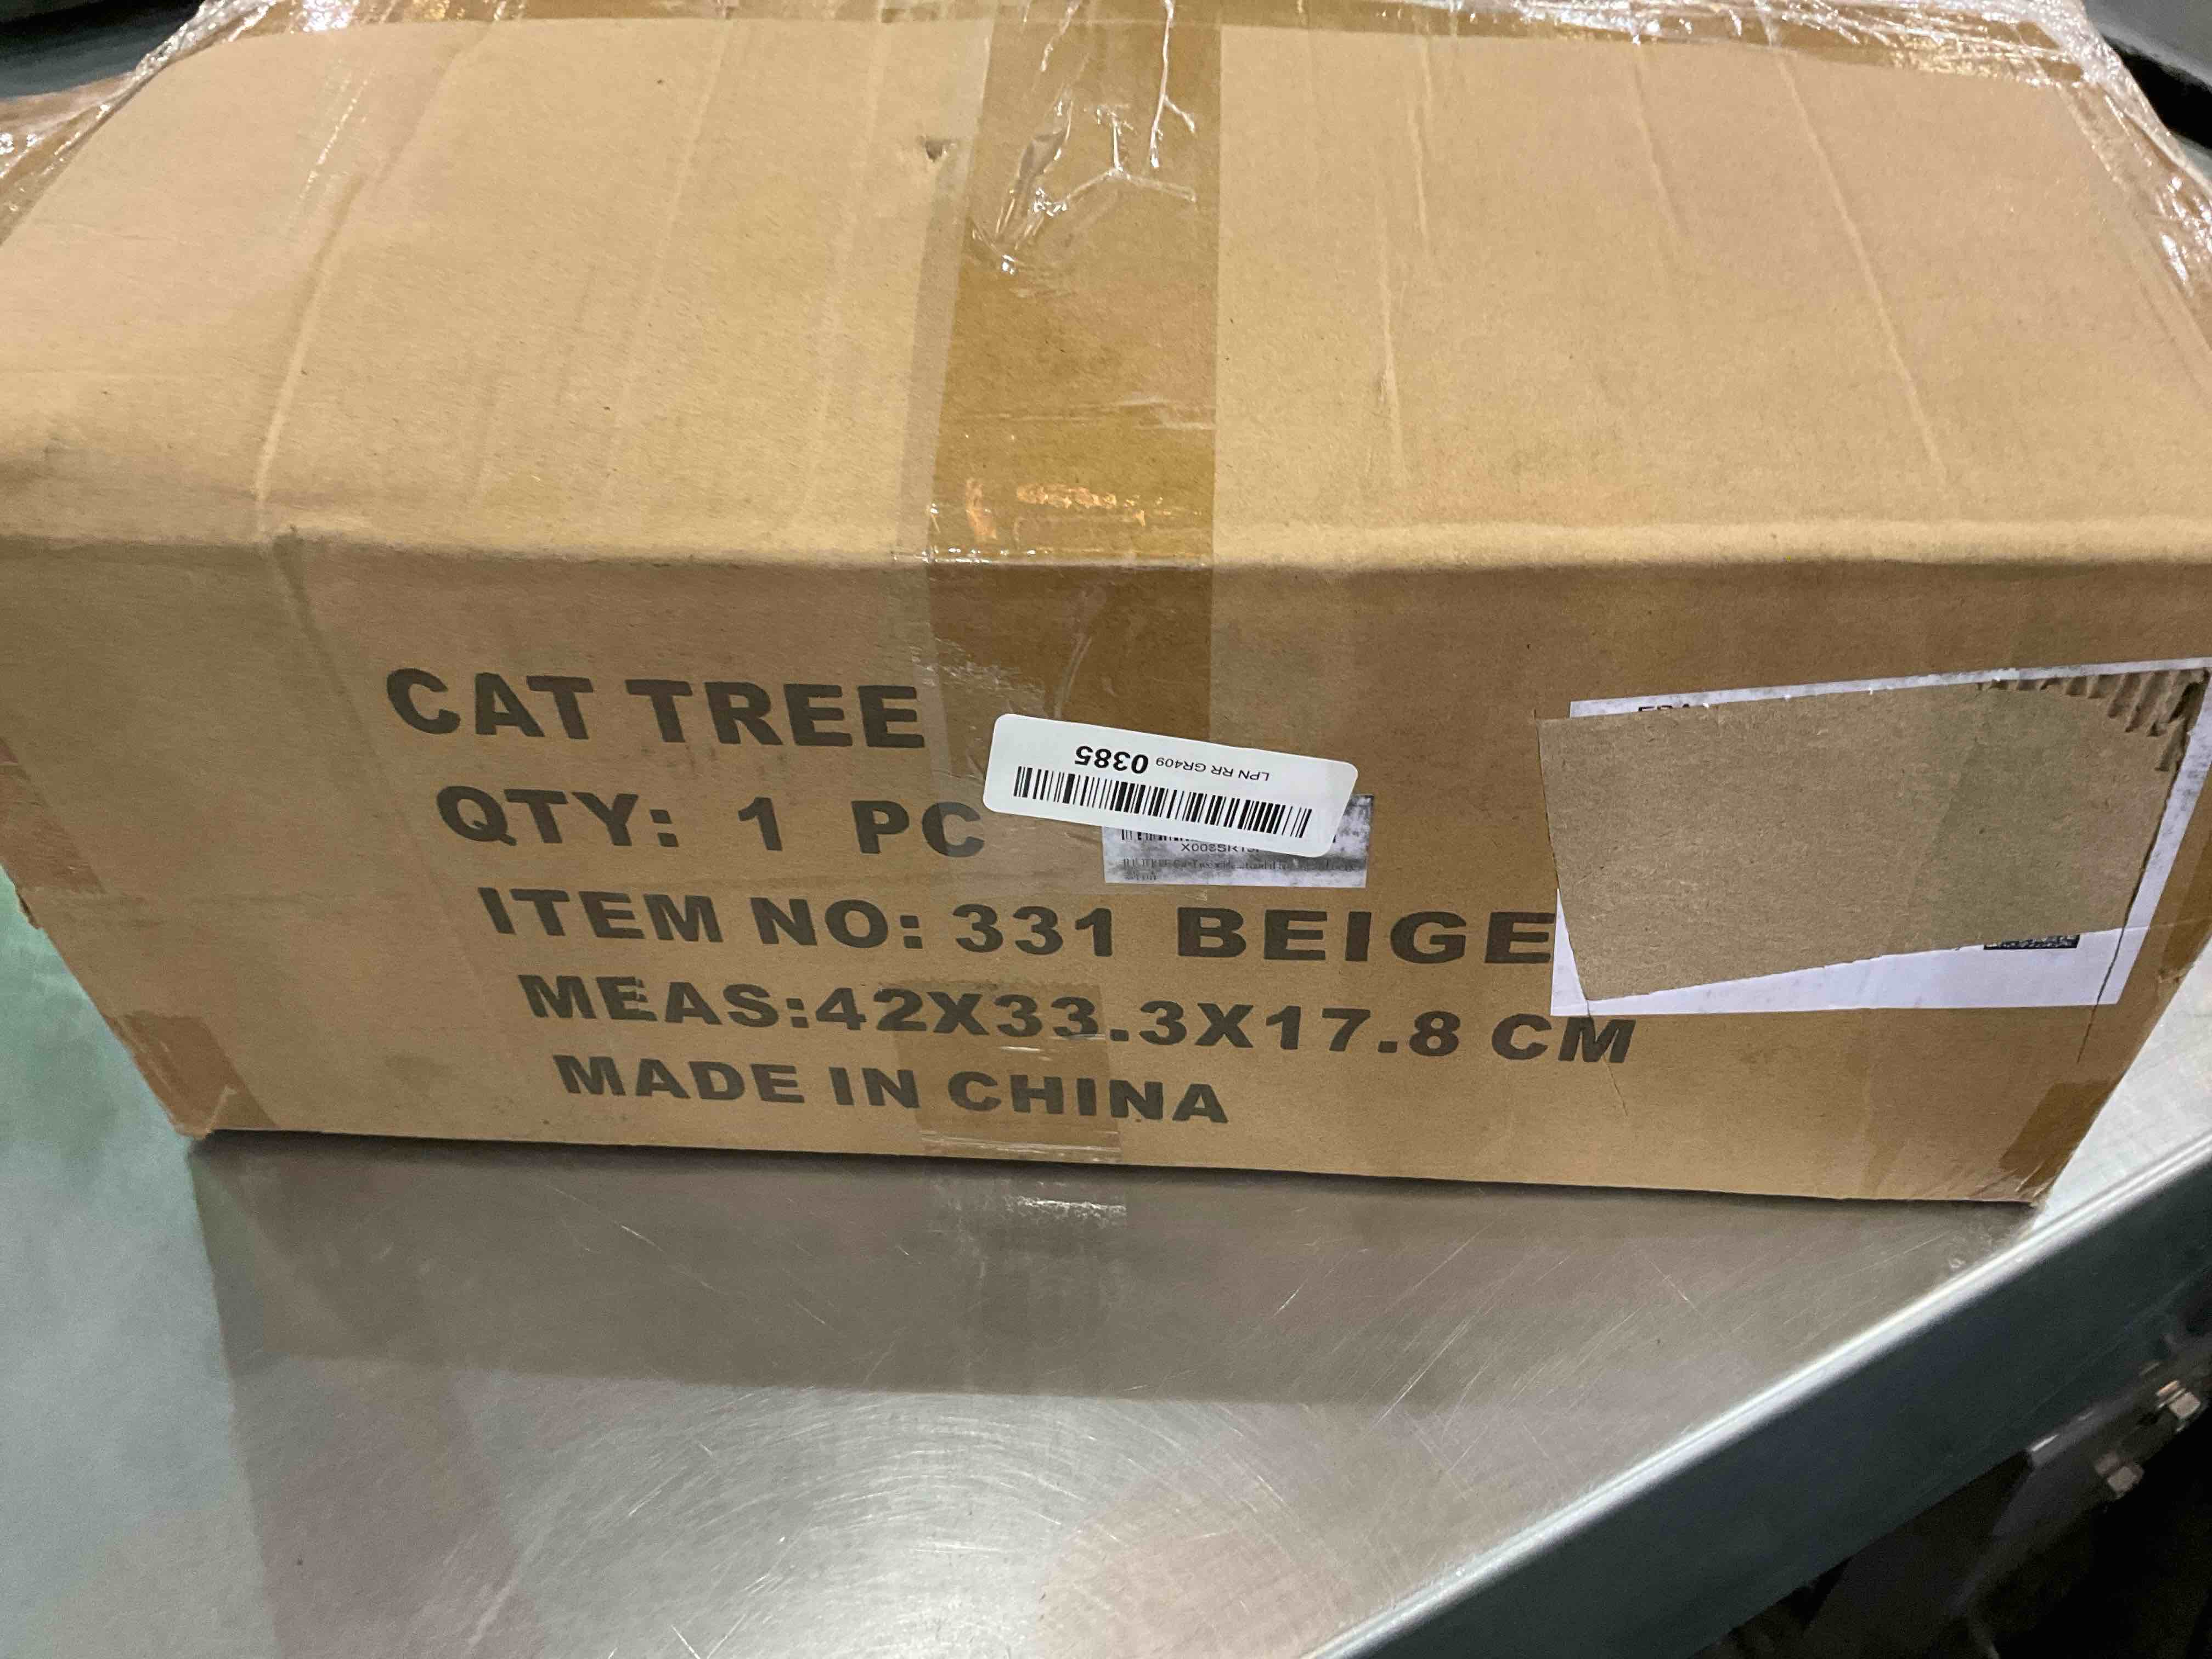 CAT TREE
QTY: 1 PC
ITEM NO: 331 BEIGE
MEAS:42X33.3X17.8 CM
MADE IN CHINA
LPN RR GR409 0385